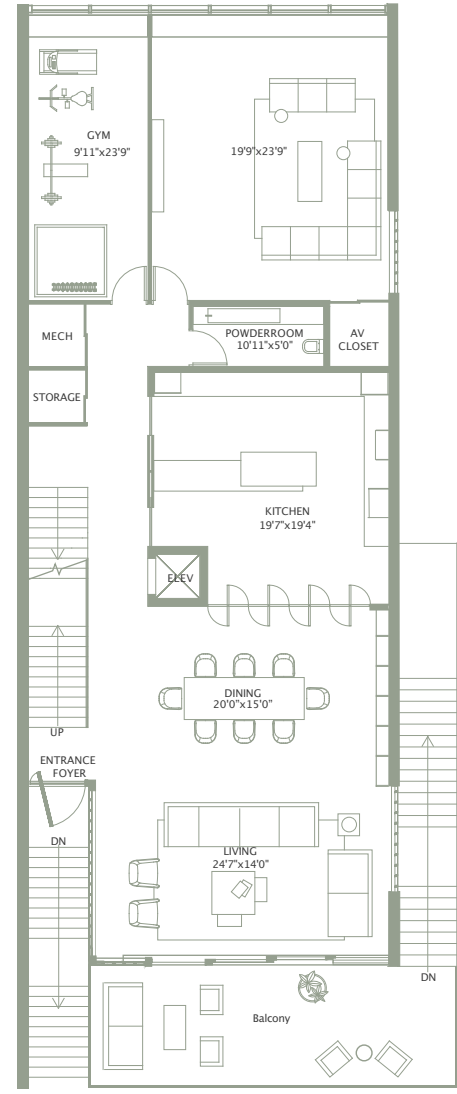 GYM
9'11"x23'9"
19'9"x23'9"
MECH
POWDERROOM
10'11"x5'0"
AV
CLOSET
STORAGE
KITCHEN
19'7"x19'4"
ELEV
DINING
20'0"x15'0"
UP
ENTRANCE
FOYER
DN
LIVING
24'7"x14'0"
DN
Balcony